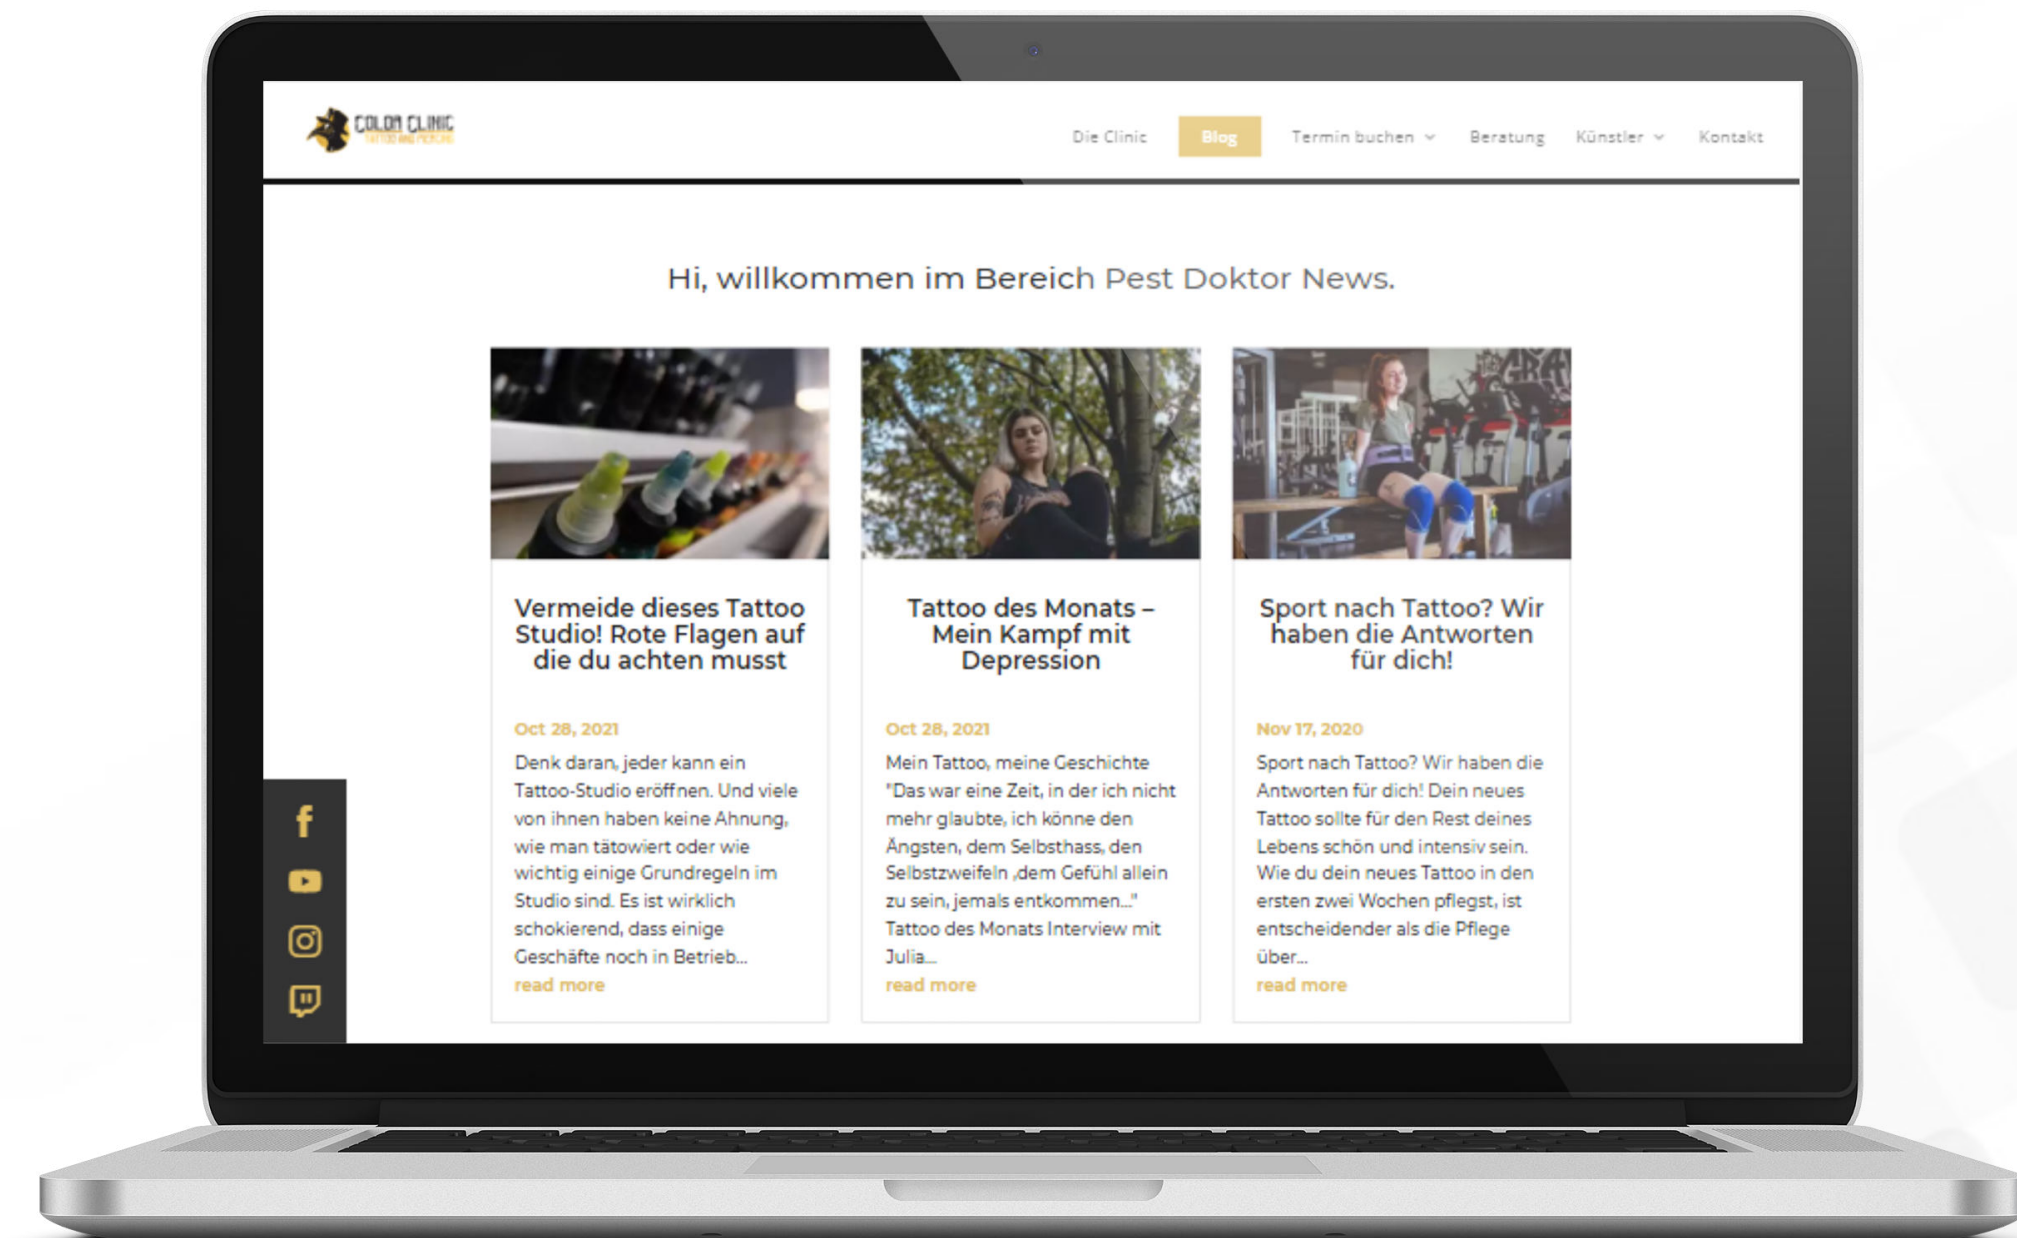 COLOR CLINIC
TATTOO AND PIERCING
Die Clinic
Blog
Termin buchen
Beratung
Künstler
Kontakt
Hi, willkommen im Bereich Pest Doktor News.
Vermeide dieses Tattoo
Studio! Rote Flagen auf
die du achten musst
Oct 28, 2021
Denk daran, jeder kann ein
Tattoo-Studio eröffnen. Und viele
von ihnen haben keine Ahnung,
wie man tätowiert oder wie
wichtig einige Grundregeln im
Studio sind. Es ist wirklich
schokierend, dass einige
Geschäfte noch in Betrieb...
read more
Tattoo des Monats –
Mein Kampf mit
Depression
Oct 28, 2021
Mein Tattoo, meine Geschichte
"Das war eine Zeit, in der ich nicht
mehr glaubte, ich könne den
Ängsten, dem Selbsthass, den
Selbstzweifeln ,dem Gefühl allein
zu sein, jemals entkommen..."
Tattoo des Monats Interview mit
Julia...
read more
Sport nach Tattoo? Wir
haben die Antworten
für dich!
Nov 17, 2020
Sport nach Tattoo? Wir haben die
Antworten für dich! Dein neues
Tattoo sollte für den Rest deines
Lebens schön und intensiv sein.
Wie du dein neues Tattoo in den
ersten zwei Wochen pflegst, ist
entscheidender als die Pflege
über...
read more